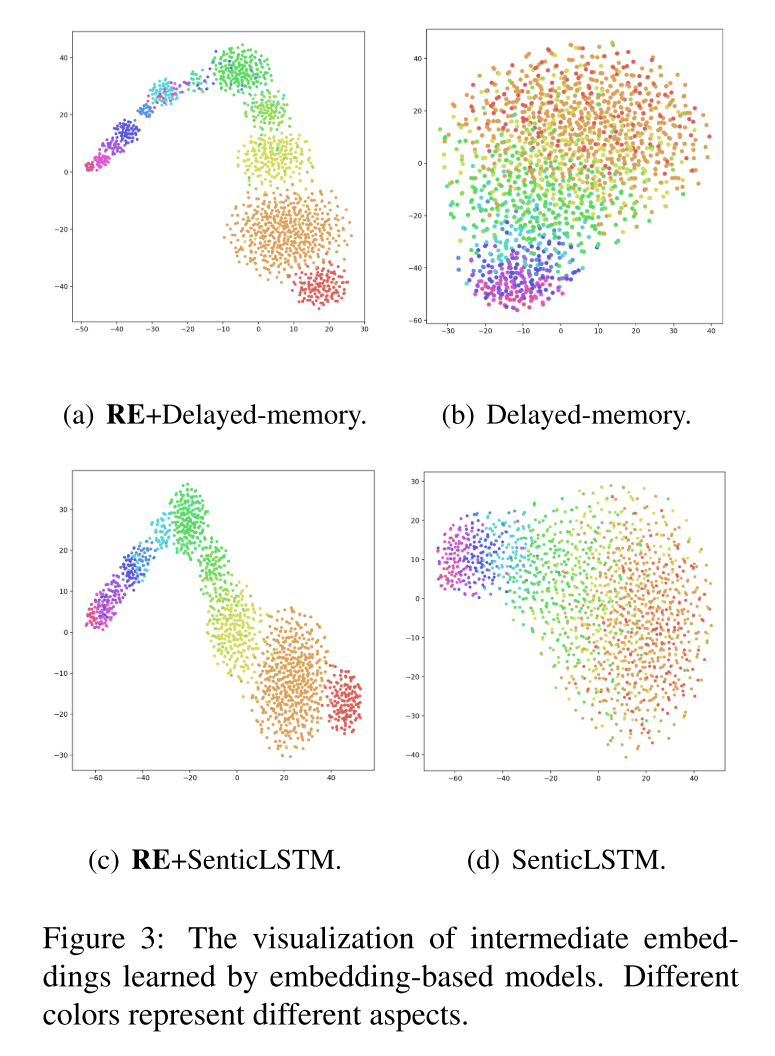 40
20
0
−20
−40
−50 −40 −30 −20 −10 0 10 20 30
40
20
0
−20
−40
−60
−30 −20 −10 0 10 20 30 40
(a) RE+Delayed-memory.
(b) Delayed-memory.
30
20
10
0
−10
−20
−30
−60 −40 −20 0 20 40
30
20
10
0
−10
−20
−30
−40
−60 −40 −20 0 20 40
(c) RE+SenticLSTM.
(d) SenticLSTM.
Figure 3: The visualization of intermediate embed-
dings learned by embedding-based models. Different
colors represent different aspects.